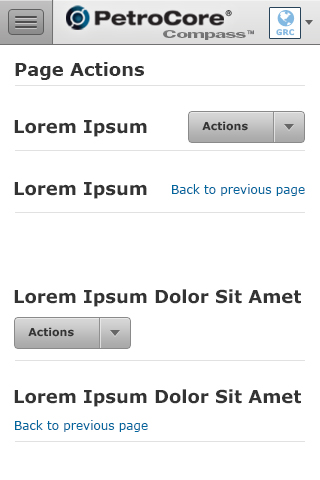 PetroCore®
Compass™
GRC
Page Actions
Lorem Ipsum
Actions
Lorem Ipsum
Back to previous page
Lorem Ipsum Dolor Sit Amet
Actions
Lorem Ipsum Dolor Sit Amet
Back to previous page